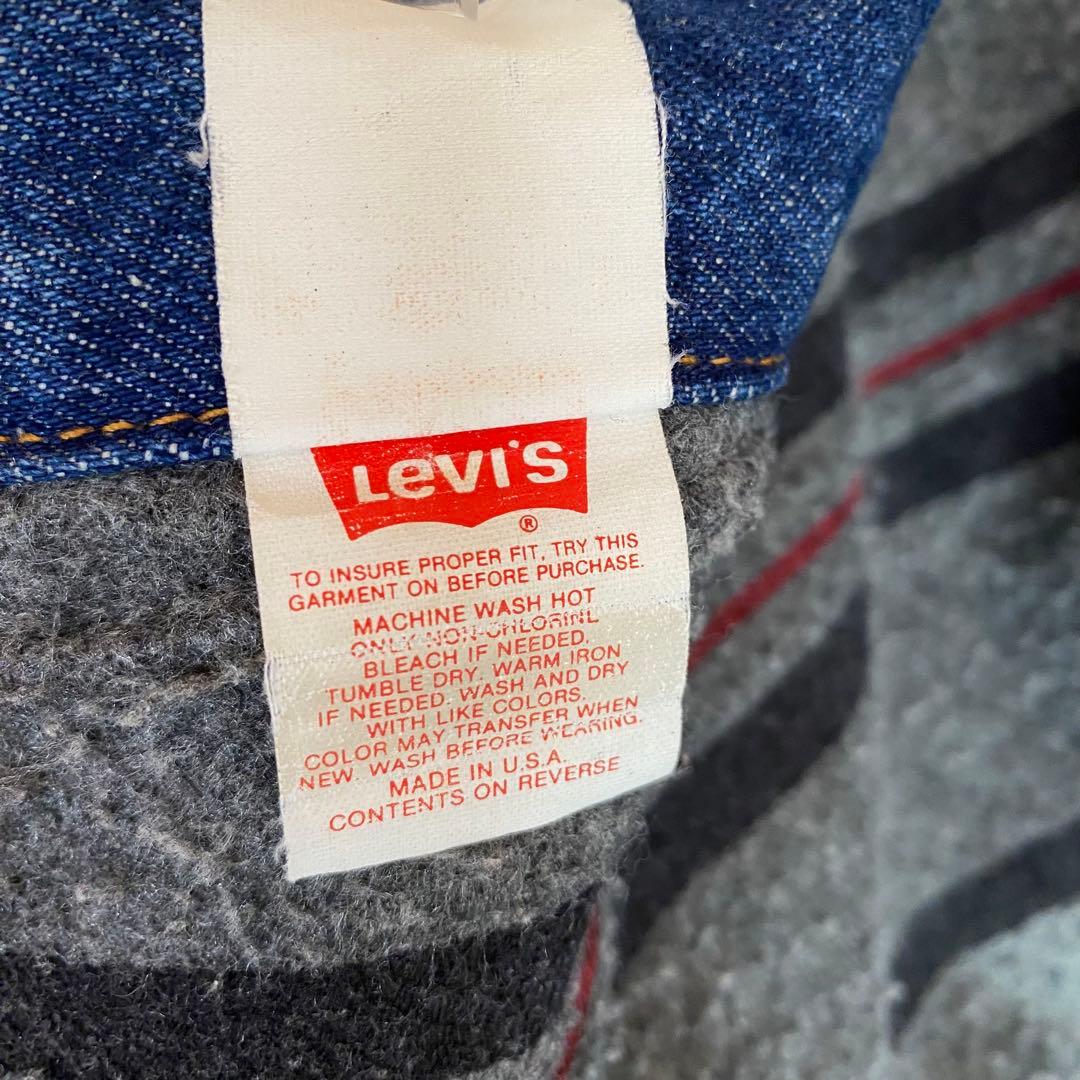 LEVI'S
®
TO INSURE PROPER FIT, TRY THIS
GARMENT ON BEFORE PURCHASE.
MACHINE WASH HOT
ONLY NON-CHLORINE
BLEACH IF NEEDED.
TUMBLE DRY. WARM IRON
IF NEEDED. WASH AND DRY
WITH LIKE COLORS.
COLOR MAY TRANSFER WHEN
NEW. WASH BEFORE WEARING.
MADE IN U.S.A.
CONTENTS ON REVERSE